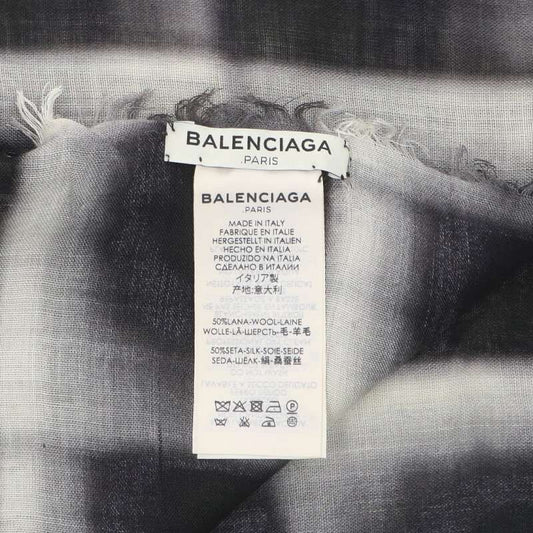 BALENCIAGA
.PARIS
BALENCIAGA
.PARIS
MADE IN ITALY
FABRIQUE EN ITALIE
HERGESTELLT IN ITALIEN
HECHO EN ITALIA
PRODUZIDO NA ITALIA
СДЕЛАНО В ИТАЛИИ
イタリア製
产地:意大利
50%LANA-WOOL-LAINE
WOLLE-LÃ-ШЕРСТЬ-毛-羊毛
50%SETA-SILK-SOIE-SEIDE
SEDA-ШЁЛК-絹-桑蚕丝